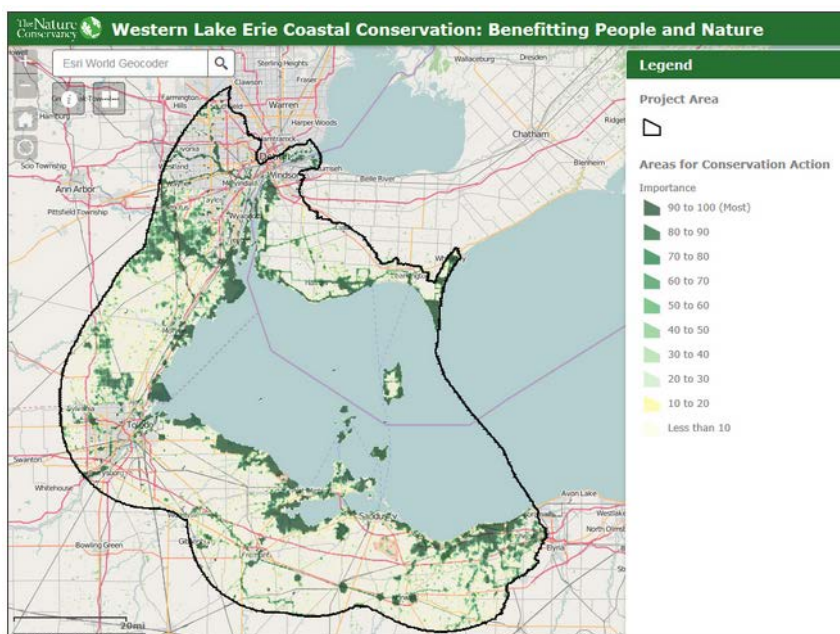 The Nature
Conservancy
Western Lake Erie Coastal Conservation: Benefitting People and Nature
Esri World Geocoder
Legend
Project Area
Areas for Conservation Action
Importance
90 to 100 (Most)
80 to 90
70 to 80
60 to 70
50 to 60
40 to 50
30 to 40
20 to 30
10 to 20
Less than 10
Sterling Heights
Wallaceburg
Dresden
Clawson
Fraser
Farmington
Hills
Warren
Harper Woods
Hamburg
Chatham
Ridget
Scio Township
Westland
Windsor
Belle River
Blenheim
Ann Arbor
Pittsfield Township
Melvindale
Taylor
Sylvania
Toledo
Swanton
Whitehouse
Bowling Green
Fremont
Sandusky
Avon Lake
Westlake
North Olms
Elyria
20mi